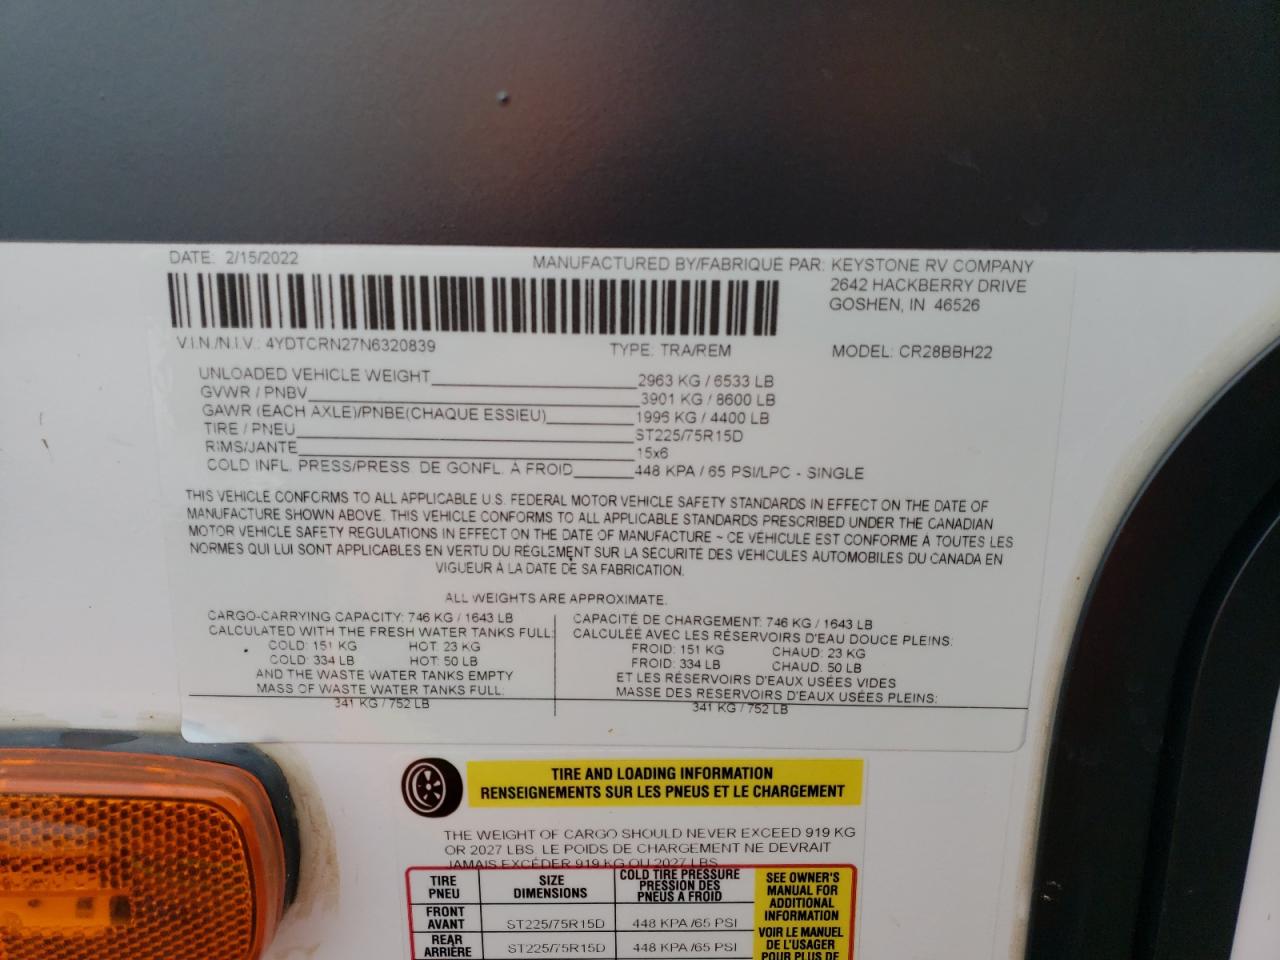 DATE: 2/15/2022
MANUFACTURED BY/FABRIQUÉ PAR: KEYSTONE RV COMPANY
2642 HACKBERRY DRIVE
GOSHEN, IN 46526
V.I.N./N.I.V.: 4YDTCRN27N6320839 TYPE: TRA/REM MODEL: CR28BBH22
UNLOADED VEHICLE WEIGHT 2963 KG / 6533 LB
GVWR / PNBV 3901 KG / 8600 LB
GAWR (EACH AXLE)/PNBE(CHAQUE ESSIEU) 1995 KG / 4400 LB
TIRE / PNEU ST225/75R15D
RIMS/JANTE 15x6
COLD INFL. PRESS/PRESS. DE GONFL. À FROID 448 KPA / 65 PSI/LPC - SINGLE
THIS VEHICLE CONFORMS TO ALL APPLICABLE U.S. FEDERAL MOTOR VEHICLE SAFETY STANDARDS IN EFFECT ON THE DATE OF
MANUFACTURE SHOWN ABOVE. THIS VEHICLE CONFORMS TO ALL APPLICABLE STANDARDS PRESCRIBED UNDER THE CANADIAN
MOTOR VEHICLE SAFETY REGULATIONS IN EFFECT ON THE DATE OF MANUFACTURE ~ CE VÉHICULE EST CONFORME À TOUTES LES
NORMES QUI LUI SONT APPLICABLES EN VERTU DU RÈGLEMENT SUR LA SÉCURITÉ DES VEHICULES AUTOMOBILES DU CANADA EN
VIGUEUR À LA DATE DE SA FABRICATION.
ALL WEIGHTS ARE APPROXIMATE.
CARGO-CARRYING CAPACITY: 746 KG / 1643 LB
CALCULATED WITH THE FRESH WATER TANKS FULL:
COLD: 151 KG HOT: 23 KG
COLD: 334 LB HOT: 50 LB
AND THE WASTE WATER TANKS EMPTY
MASS OF WASTE WATER TANKS FULL:
341 KG / 752 LB
CAPACITÉ DE CHARGEMENT: 746 KG / 1643 LB
CALCULÉE AVEC LES RÉSERVOIRS D'EAU DOUCE PLEINS:
FROID: 151 KG CHAUD: 23 KG
FROID: 334 LB CHAUD: 50 LB
ET LES RÉSERVOIRS D'EAUX USÉES VIDES
MASSE DES RÉSERVOIRS D'EAUX USÉES PLEINS:
341 KG / 752 LB
TIRE AND LOADING INFORMATION
RENSEIGNEMENTS SUR LES PNEUS ET LE CHARGEMENT
THE WEIGHT OF CARGO SHOULD NEVER EXCEED 919 KG
OR 2027 LBS. LE POIDS DE CHARGEMENT NE DEVRAIT
JAMAIS EXCÉDER 919 KG OU 2027 LBS.
TIRE
PNEU
SIZE
DIMENSIONS
COLD TIRE PRESSURE
PRESSION DES
PNEUS A FROID
FRONT
AVANT
ST225/75R15D
448 KPA /65 PSI
REAR
ARRIÈRE
ST225/75R15D
448 KPA /65 PSI
SEE OWNER'S
MANUAL FOR
ADDITIONAL
INFORMATION
VOIR LE MANUEL
DE L'USAGER
POUR PLUS DE